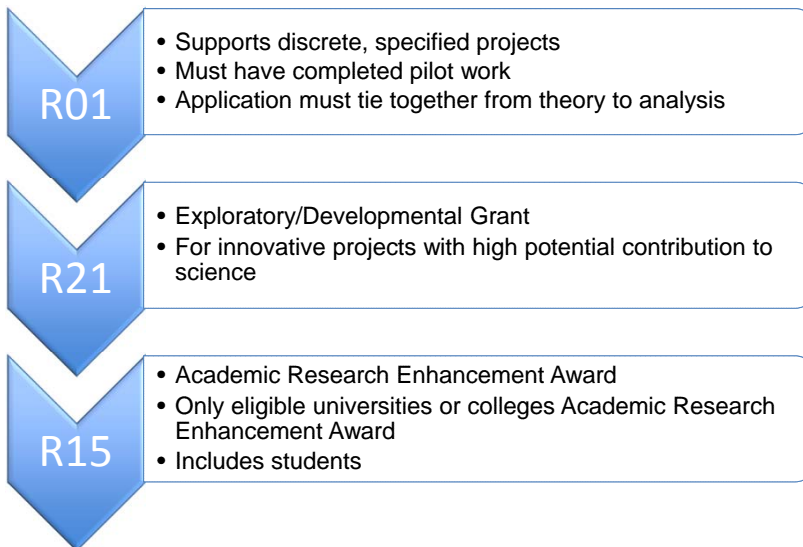 R01
• Supports discrete, specified projects
• Must have completed pilot work
• Application must tie together from theory to analysis
R21
• Exploratory/Developmental Grant
• For innovative projects with high potential contribution to
science
R15
• Academic Research Enhancement Award
• Only eligible universities or colleges Academic Research
Enhancement Award
• Includes students